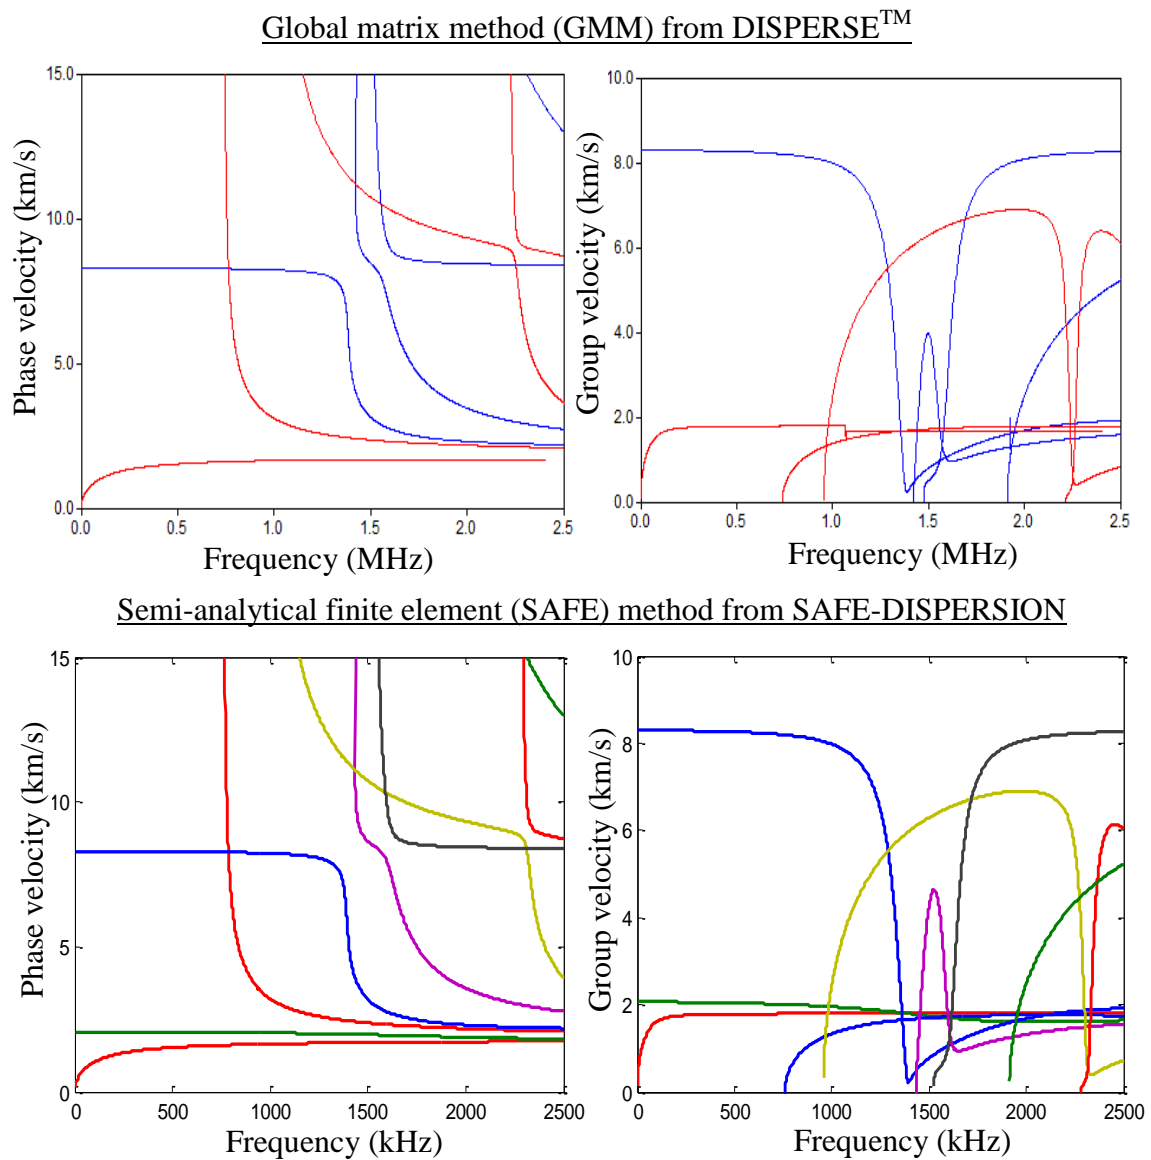 Global matrix method (GMM) from DISPERSE™
15.0
10.0
5.0
0.0
Phase velocity (km/s)
0.0 0.5 1.0 1.5 2.0 2.5
Frequency (MHz)
10.0
8.0
6.0
4.0
2.0
0.0
Group velocity (km/s)
0.0 0.5 1.0 1.5 2.0 2.5
Frequency (MHz)
Semi-analytical finite element (SAFE) method from SAFE-DISPERSION
15
10
5
0
Phase velocity (km/s)
0 500 1000 1500 2000 2500
Frequency (kHz)
10
8
6
4
2
0
Group velocity (km/s)
0 500 1000 1500 2000 2500
Frequency (kHz)